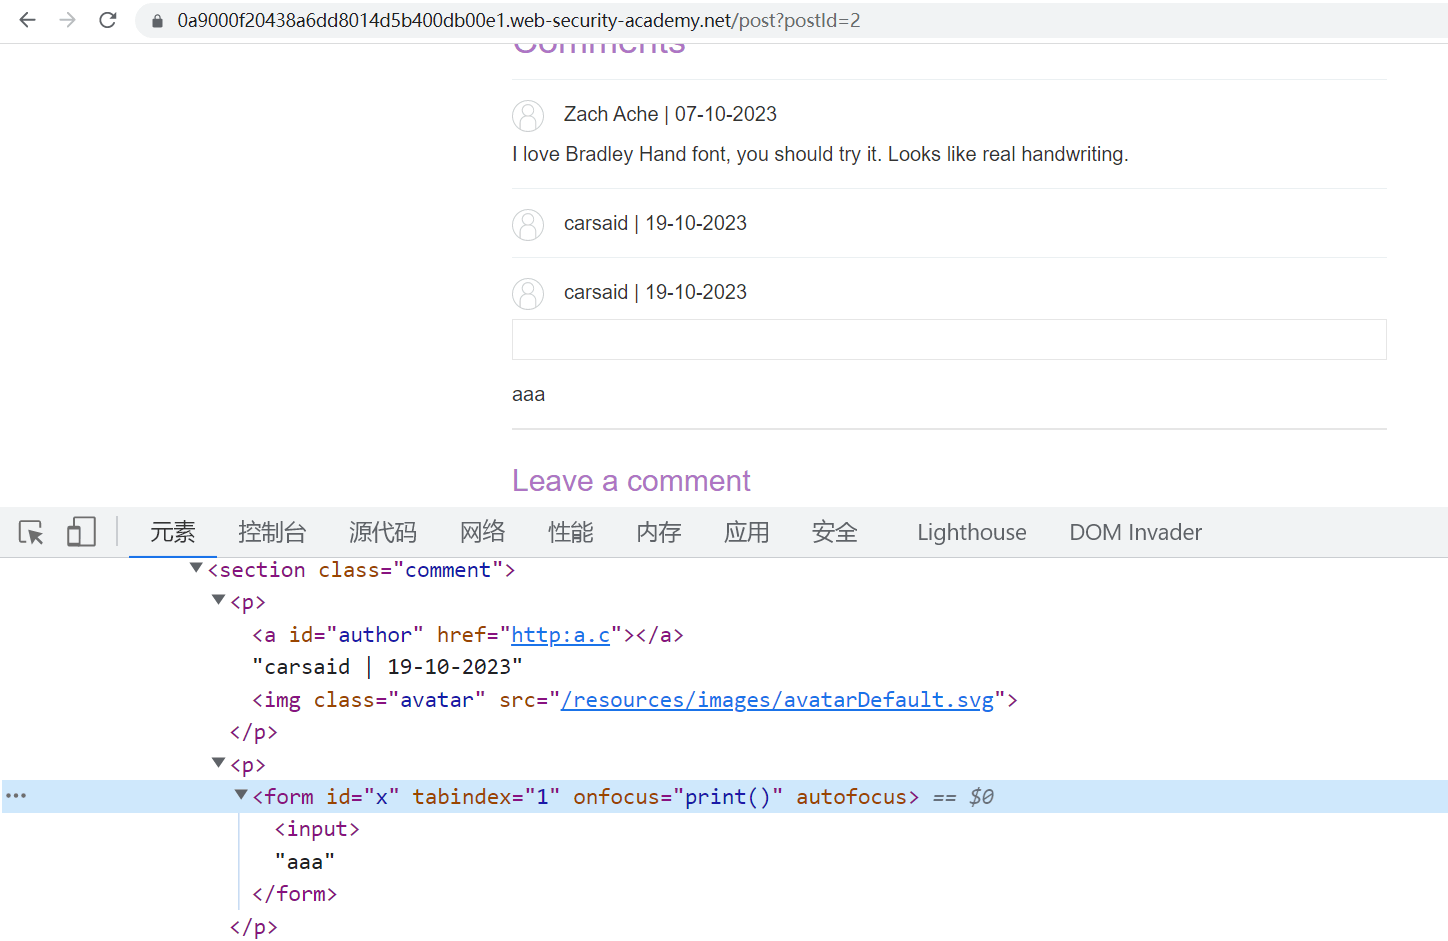 0a9000f20438a6dd8014d5b400db00e1.web-security-academy.net/post?postId=2
Comments
Zach Ache | 07-10-2023
I love Bradley Hand font, you should try it. Looks like real handwriting.
carsaid | 19-10-2023
carsaid | 19-10-2023
aaa
Leave a comment
元素 控制台 源代码 网络 性能 内存 应用 安全 Lighthouse DOM Invader
<section class="comment">
<p>
<a id="author" href="http:a.c"></a>
"carsaid | 19-10-2023"
<img class="avatar" src="/resources/images/avatarDefault.svg">
</p>
<p>
<form id="x" tabindex="1" onfocus="print()" autofocus> == $0
<input>
"aaa"
</form>
</p>